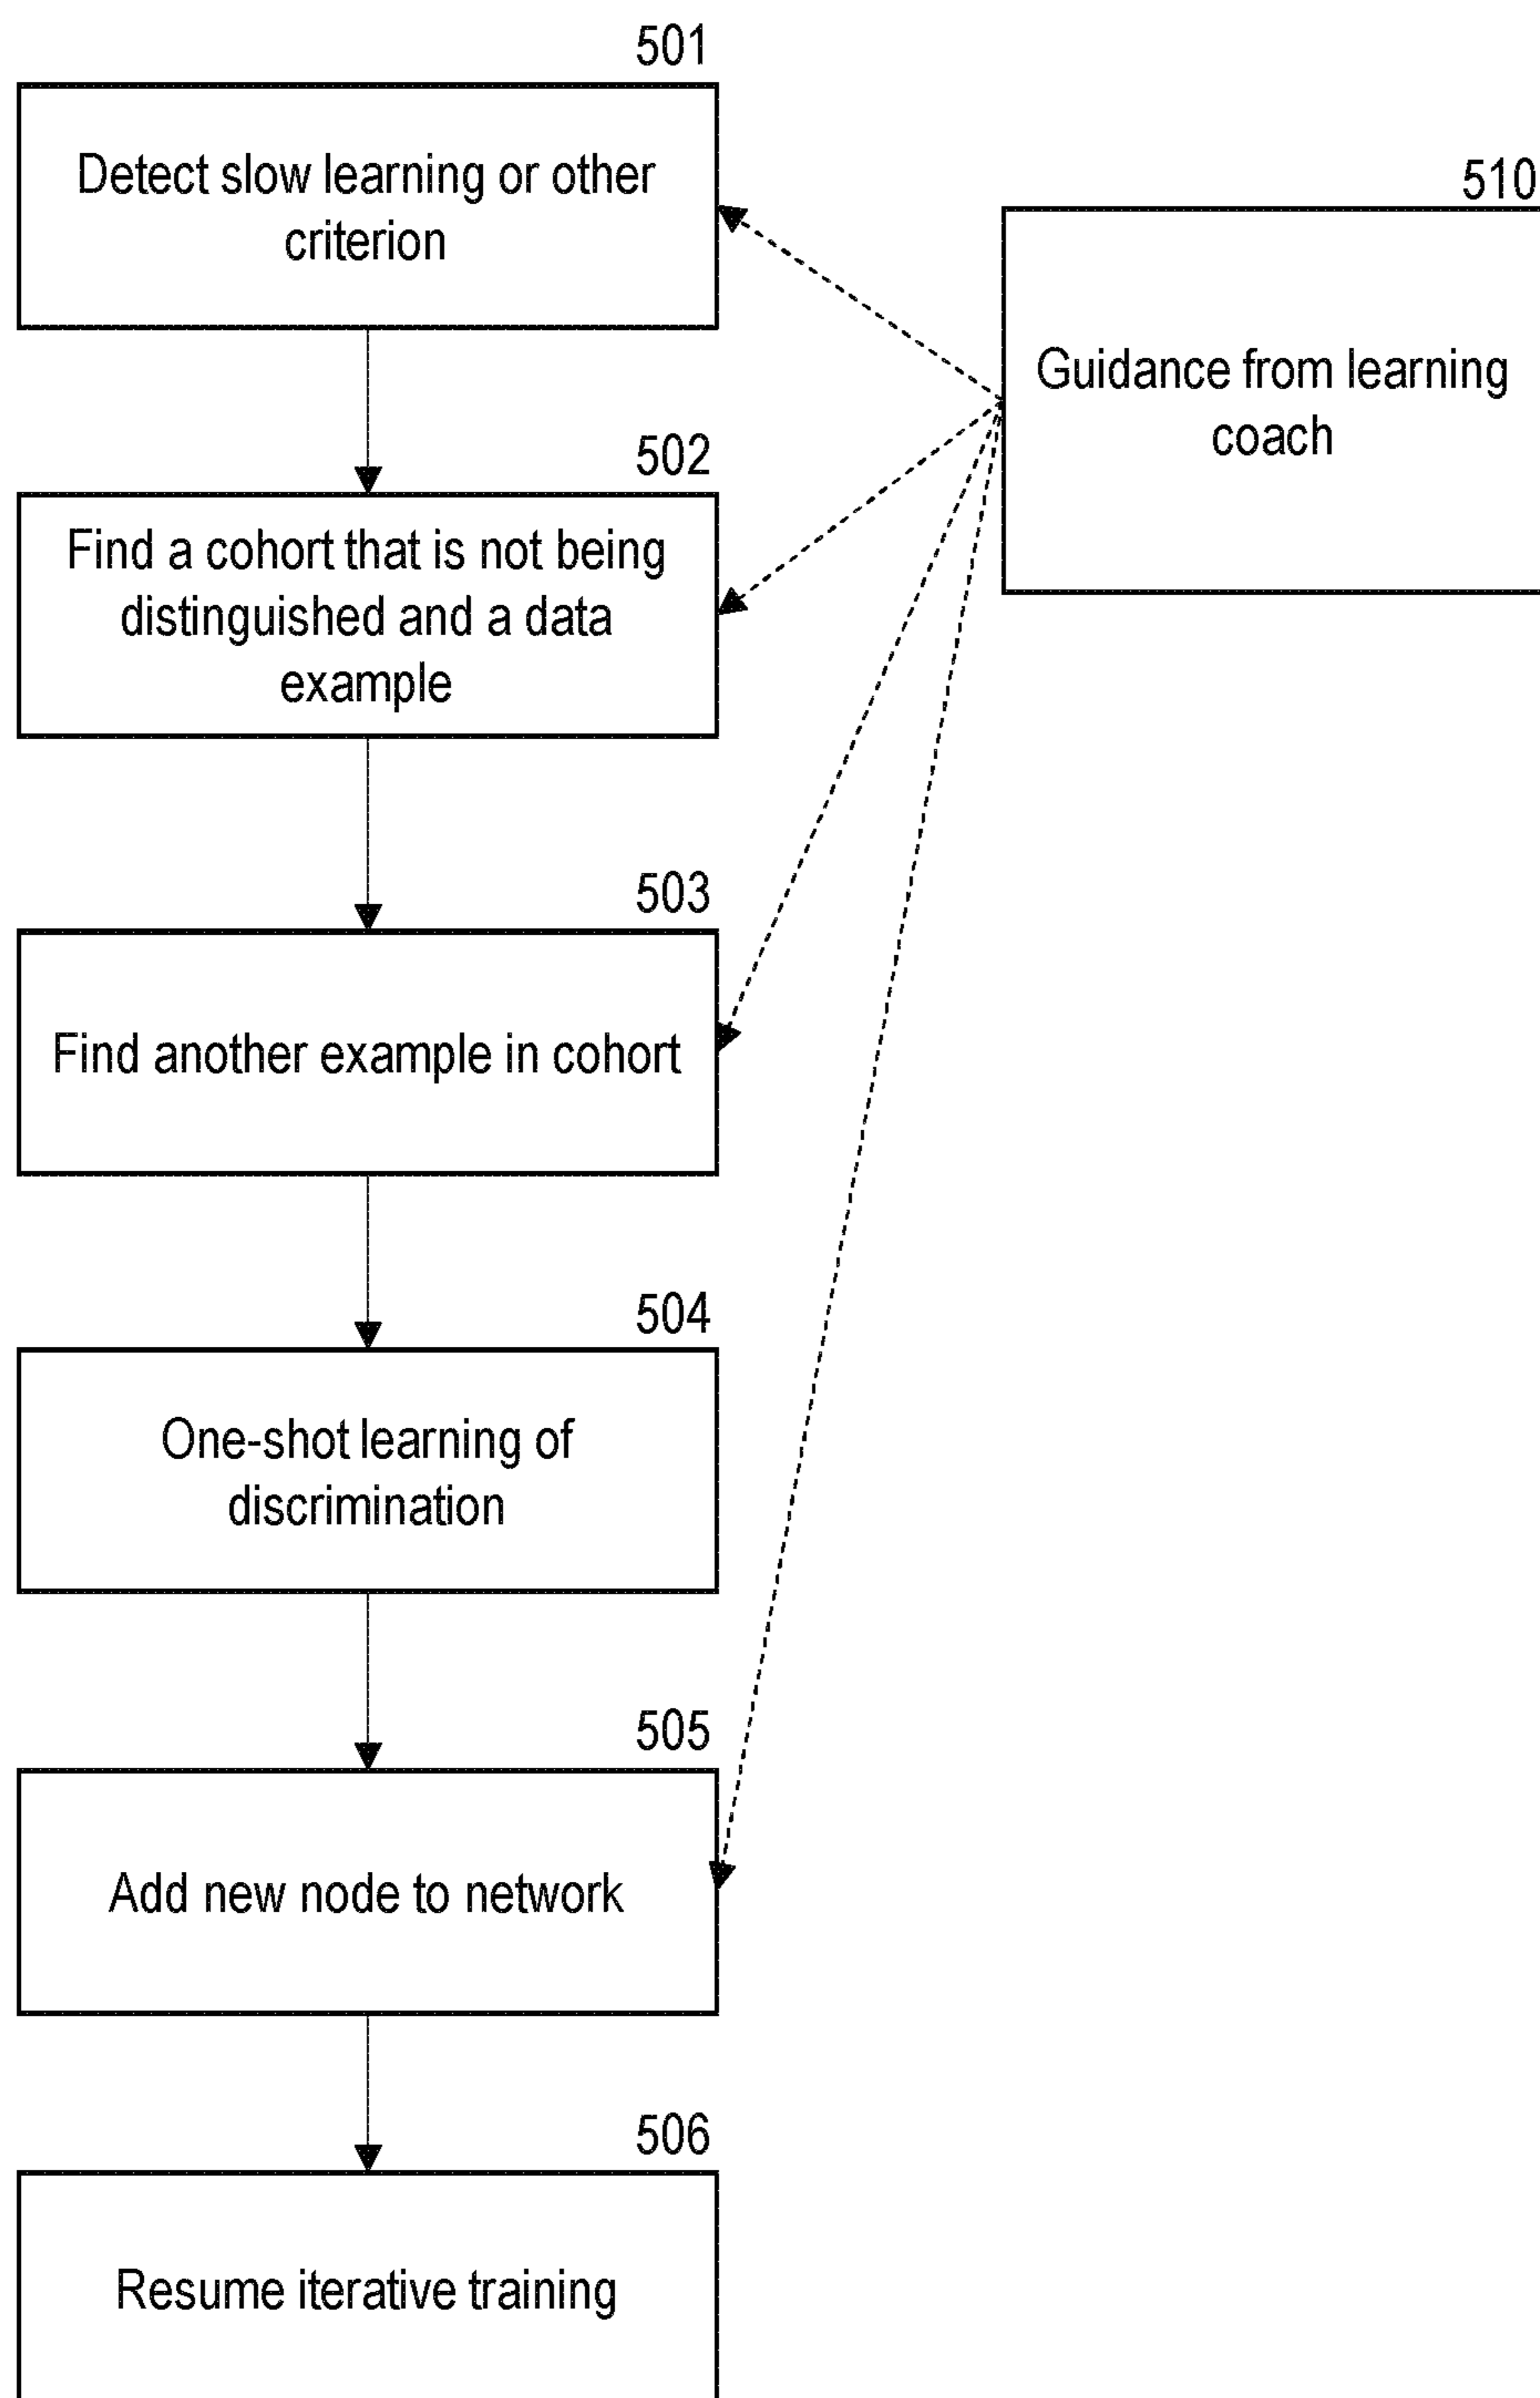 501
Detect slow learning or other
criterion
510
Guidance from learning
coach
502
Find a cohort that is not being
distinguished and a data
example
503
Find another example in cohort
504
One-shot learning of
discrimination
505
Add new node to network
506
Resume iterative training